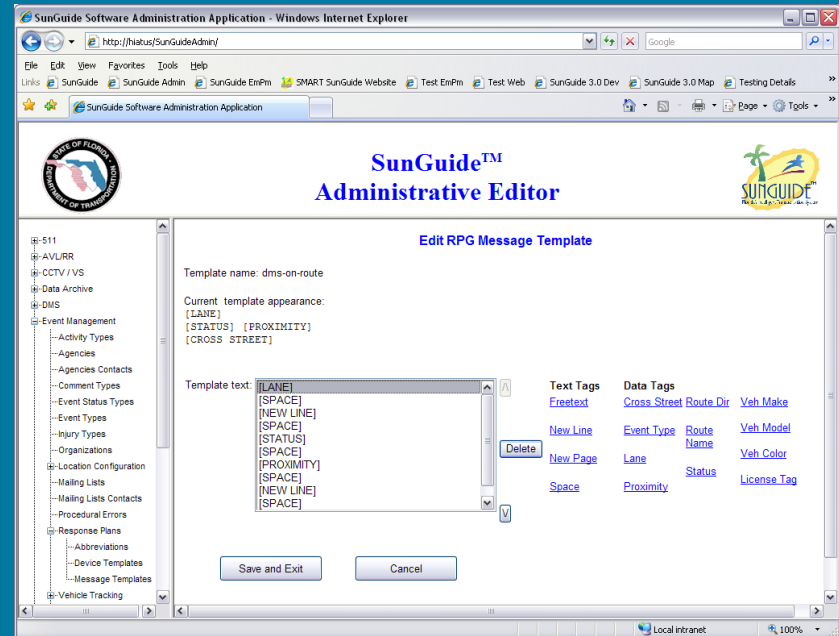 SunGuide Software Administration Application - Windows Internet Explorer
http://hiatus/SunGuideAdmin/
Google
File Edit View Favorites Tools Help
Links SunGuide SunGuide Admin SunGuide EmPm SMART SunGuide Website Test EmPm Test Web SunGuide 3.0 Dev SunGuide 3.0 Map Testing Details »
SunGuide Software Administration Application
Page Tools »
STATE OF FLORIDA
DEPARTMENT OF TRANSPORTATION
SunGuide™
Administrative Editor
SUNGUIDE
511
AVL/RR
CCTV / VS
Data Archive
DMS
Event Management
Activity Types
Agencies
Agencies Contacts
Comment Types
Event Status Types
Event Types
Injury Types
Organizations
Location Configuration
Mailing Lists
Mailing Lists Contacts
Procedural Errors
Response Plans
Abbreviations
Device Templates
Message Templates
Vehicle Tracking
Edit RPG Message Template
Template name: dms-on-route
Current template appearance:
[LANE]
[STATUS] [PROXIMITY]
[CROSS STREET]
Template text:
[LANE]
[SPACE]
[NEW LINE]
[SPACE]
[STATUS]
[SPACE]
[PROXIMITY]
[SPACE]
[NEW LINE]
[SPACE]
/\
Delete
V
Text Tags
Freetext
New Line
New Page
Space
Data Tags
Cross Street
Event Type
Lane
Proximity
Route Dir
Route
Name
Status
Veh Make
Veh Model
Veh Color
License Tag
Save and Exit
Cancel
Local intranet
100%